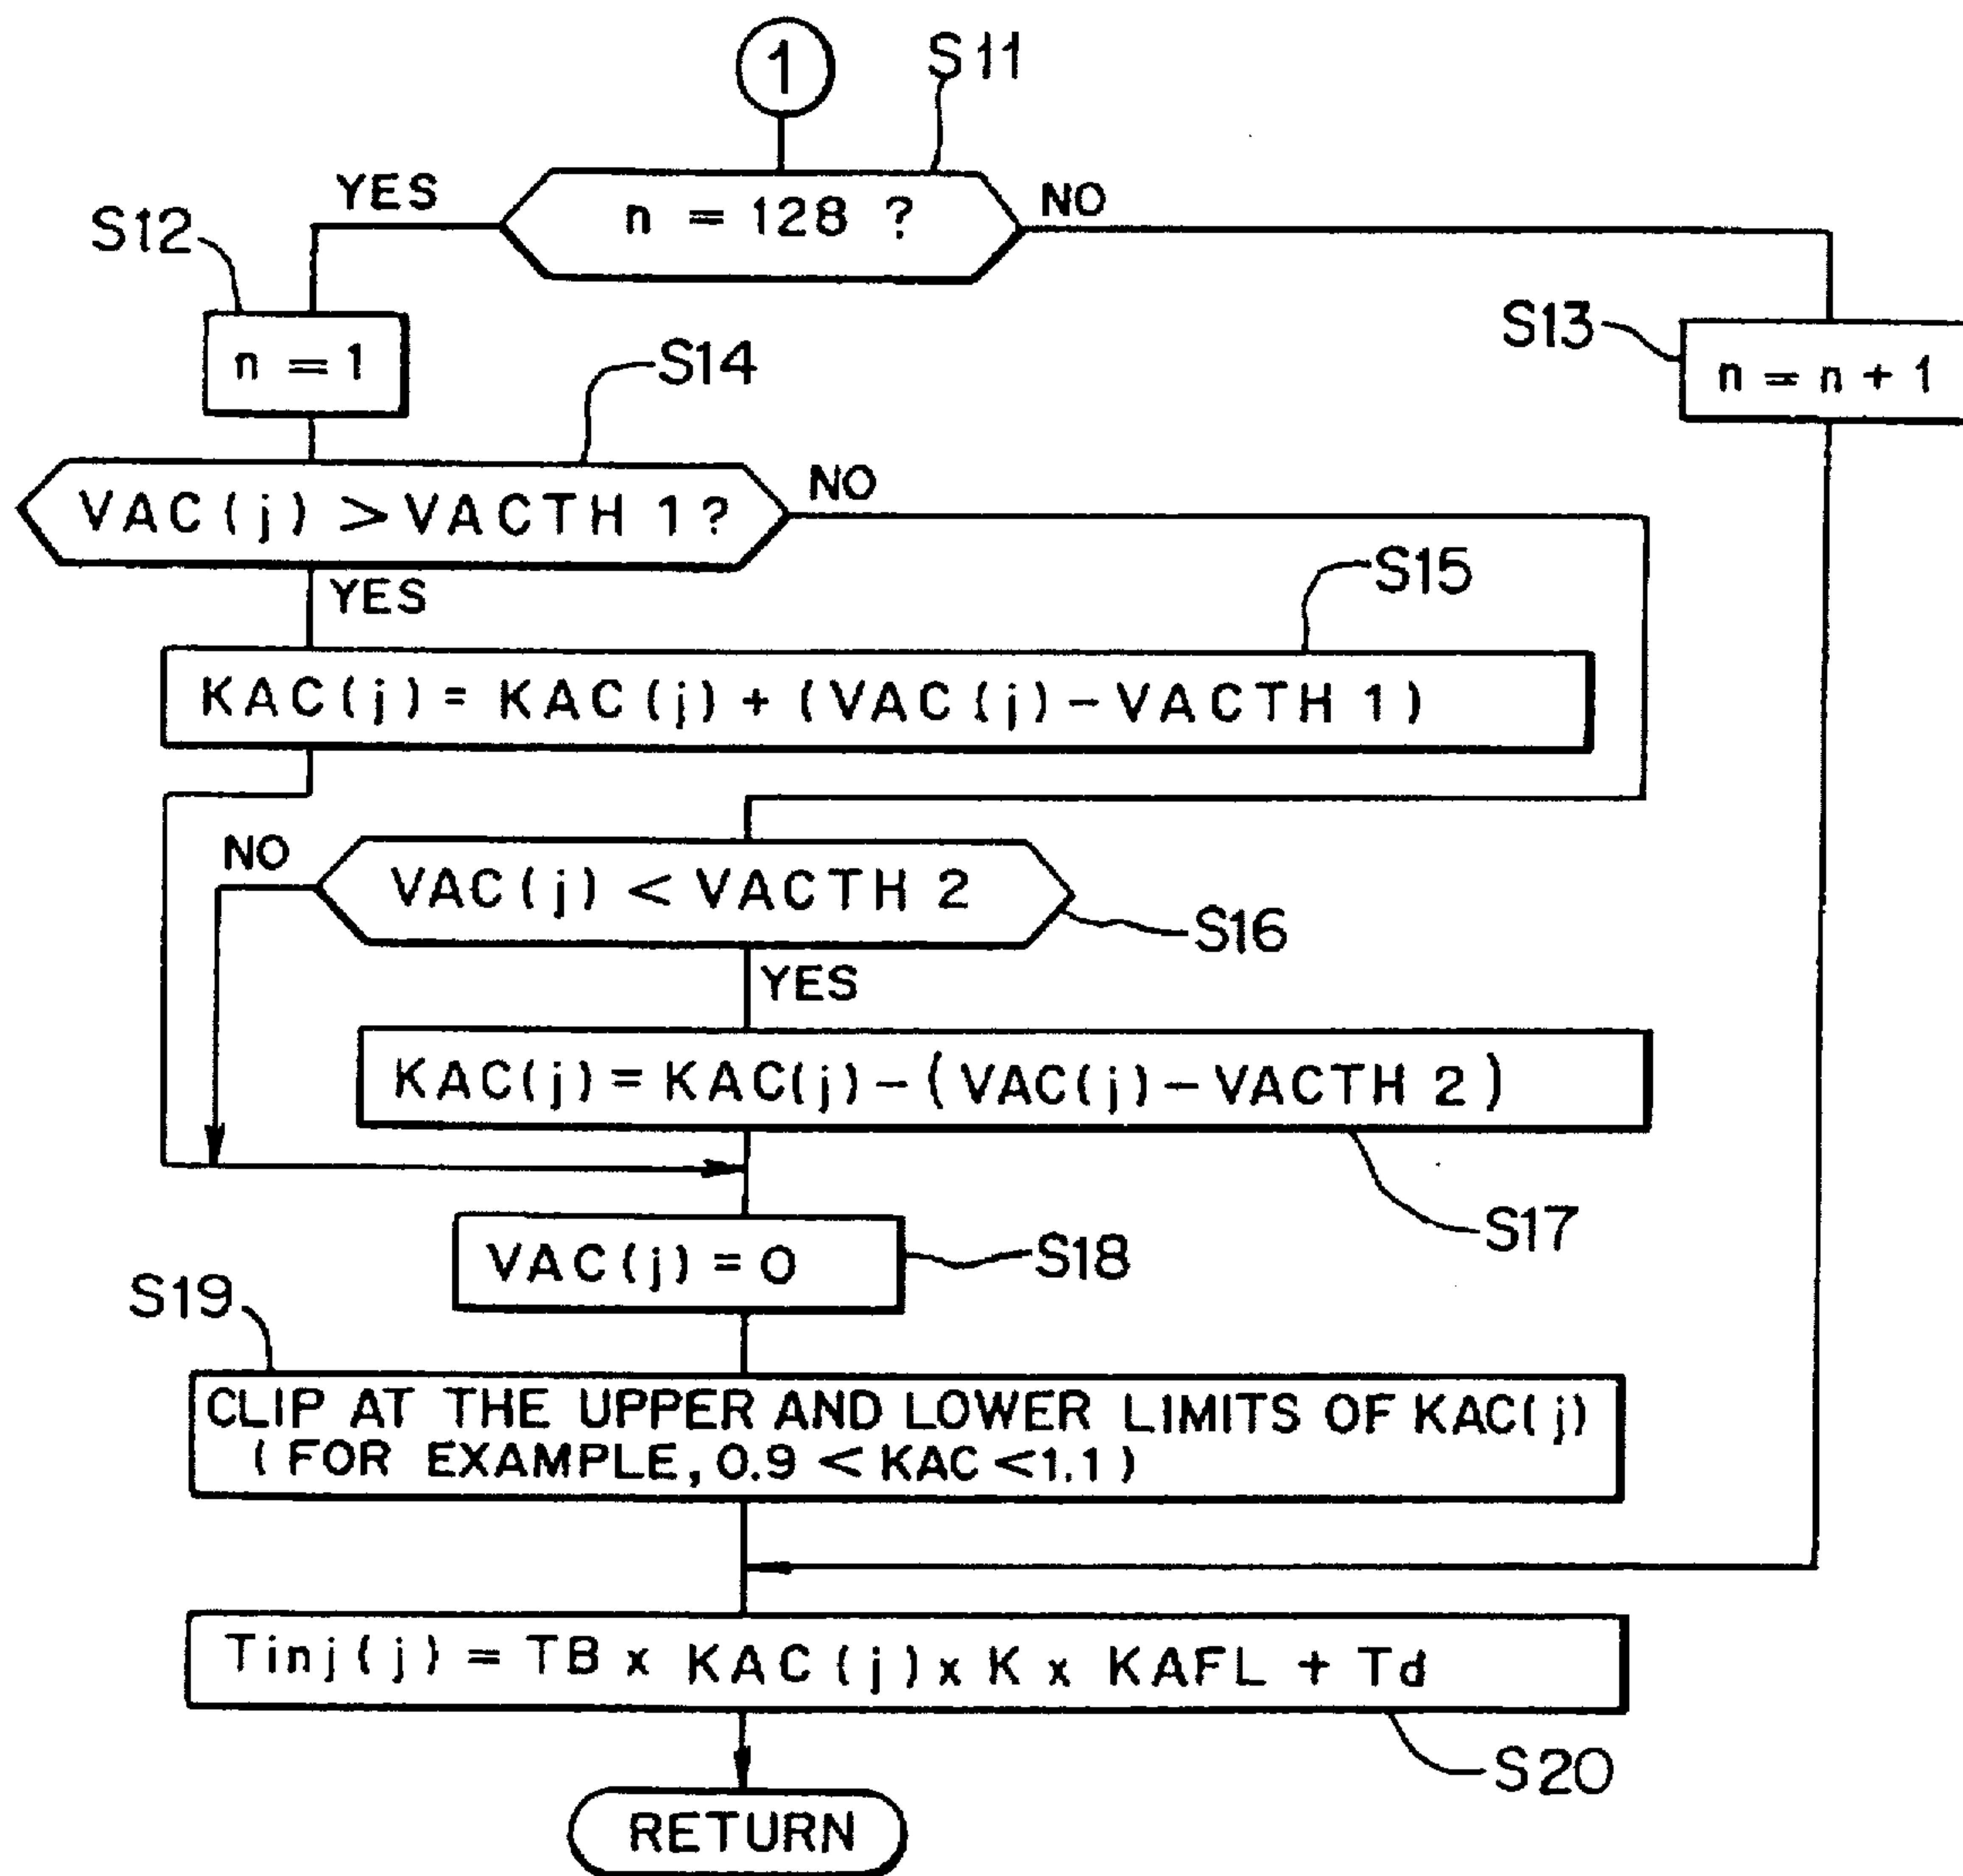 1
S11
YES
n = 128 ?
NO
S12
n = 1
S13
n = n + 1
S14
VAC(j) > VACTH 1?
NO
YES
S15
KAC(j) = KAC(j) + (VAC(j) - VACTH 1)
NO
VAC(j) < VACTH 2
S16
YES
KAC(j) = KAC(j) - (VAC(j) - VACTH 2)
S17
VAC(j) = 0
S18
S19
CLIP AT THE UPPER AND LOWER LIMITS OF KAC(j)
(FOR EXAMPLE, 0.9 < KAC < 1.1)
Tinj(j) = TB x KAC(j) x K x KAFL + Td
S20
RETURN